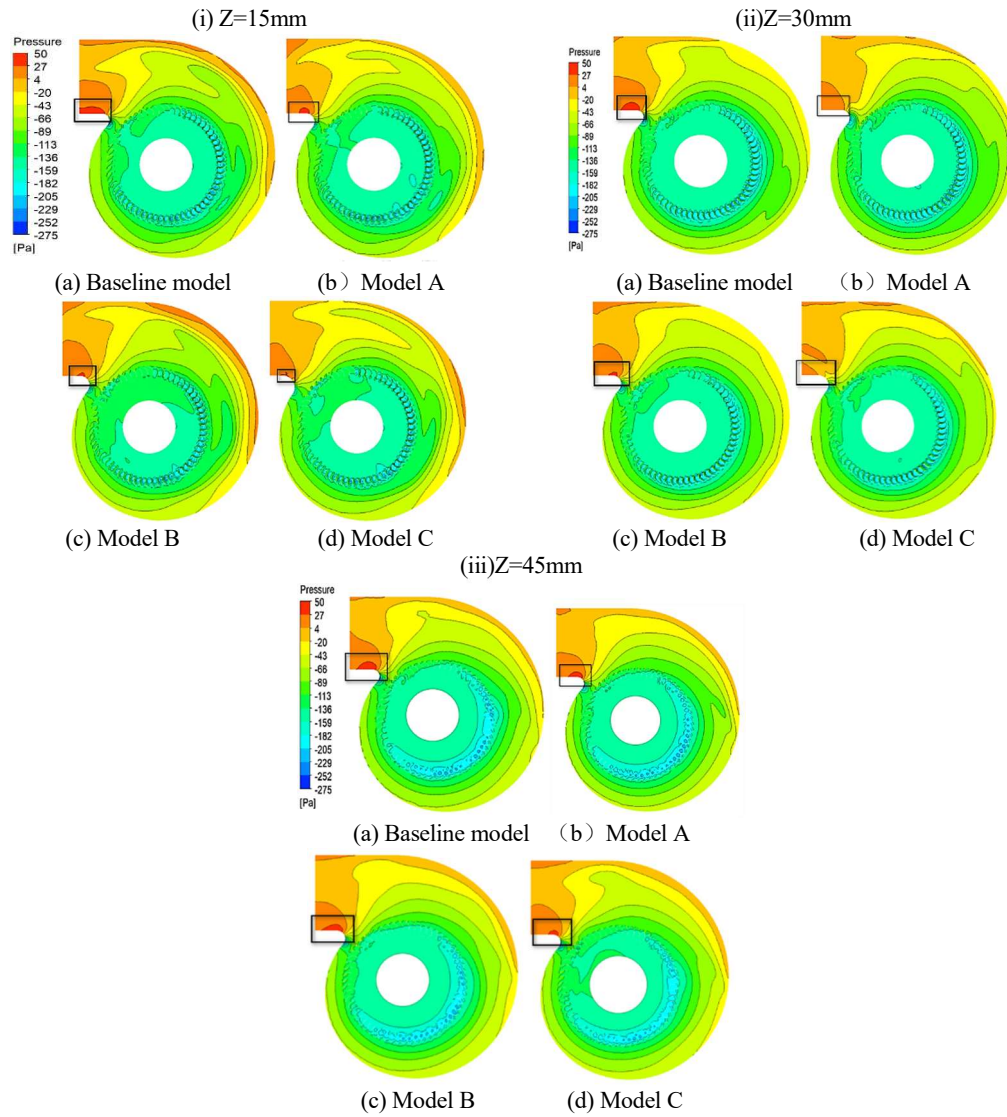 (i) Z=15mm
(ii)Z=30mm
Pressure
50
27
4
-20
-43
-66
-89
-113
-136
-159
-182
-205
-229
-252
-275
[Pa]
Pressure
50
27
4
-20
-43
-66
-89
-113
-136
-159
-182
-205
-229
-252
-275
[Pa]
(a) Baseline model
(b） Model A
(a) Baseline model
（b）Model A
(c) Model B
(d) Model C
(c) Model B
(d) Model C
(iii)Z=45mm
Pressure
50
27
4
-20
-43
-66
-89
-113
-136
-159
-182
-205
-229
-252
-275
[Pa]
(a) Baseline model
（b）Model A
(c) Model B
(d) Model C